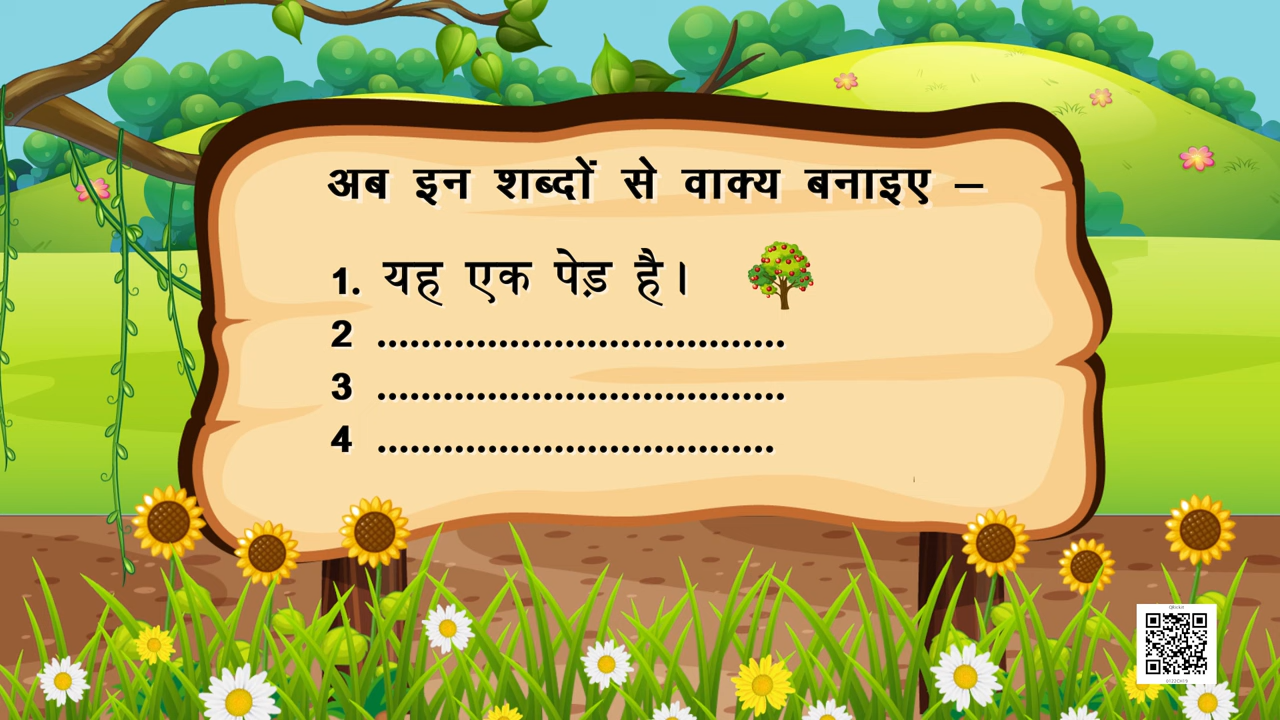 अब इन शब्दों से वाक्य बनाइए –
1. यह एक पेड़ है।
2 .....................................
3 .....................................
4 ....................................